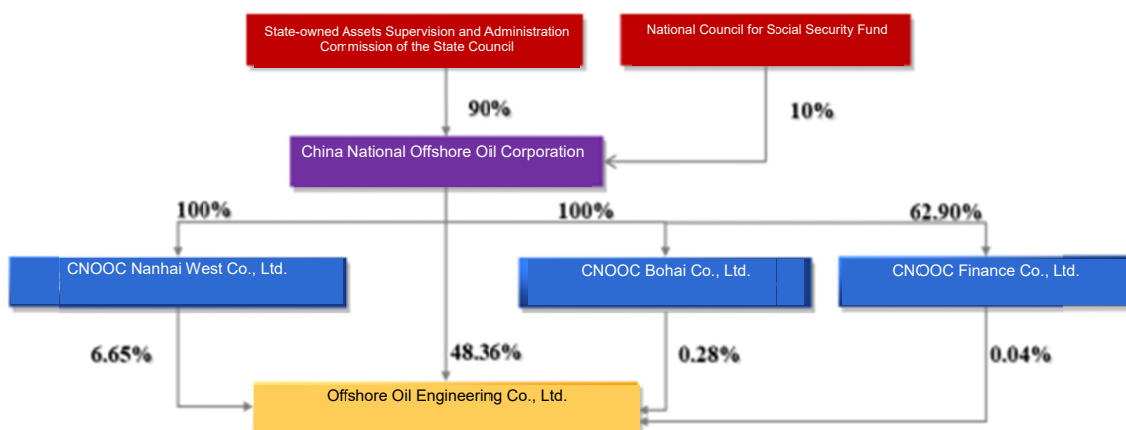 State-owned Assets Supervision and Administration
Commission of the State Council
National Council for Social Security Fund
90%
10%
China National Offshore Oil Corporation
100%
100%
62.90%
CNOOC Nanhai West Co., Ltd.
CNOOC Bohai Co., Ltd.
CNOOC Finance Co., Ltd.
6.65%
48.36%
0.28%
0.04%
Offshore Oil Engineering Co., Ltd.